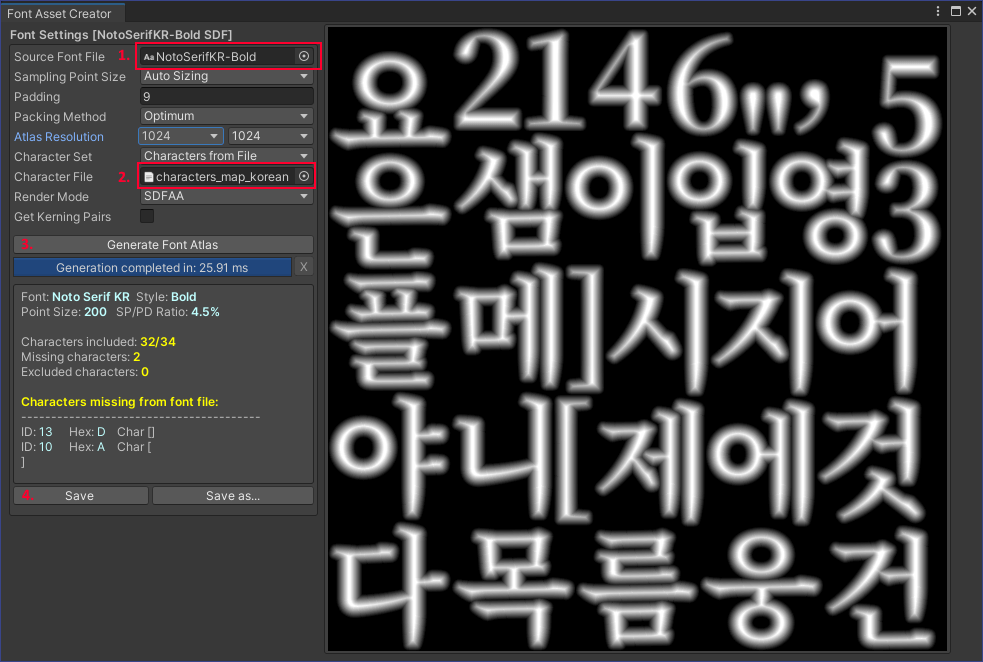 Font Asset Creator
Font Settings [NotoSerifKR-Bold SDF]
Source Font File 1. Aa NotoSerifKR-Bold
Sampling Point Size Auto Sizing
Padding 9
Packing Method Optimum
Atlas Resolution 1024 1024
Character Set Characters from File
Character File 2. characters_map_korean
Render Mode SDFAA
Get Kerning Pairs
3. Generate Font Atlas
Generation completed in: 25.91 ms X
Font: Noto Serif KR Style: Bold
Point Size: 200 SP/PD Ratio: 4.5%
Characters included: 32/34
Missing characters: 2
Excluded characters: 0
Characters missing from font file:
----------------------------------------
ID: 13 Hex: D Char []
ID: 10 Hex: A Char [
]
4. Save Save as...
요2146",5
은샘이입영3
플메]시지어
야니[제에것
다목름웅건